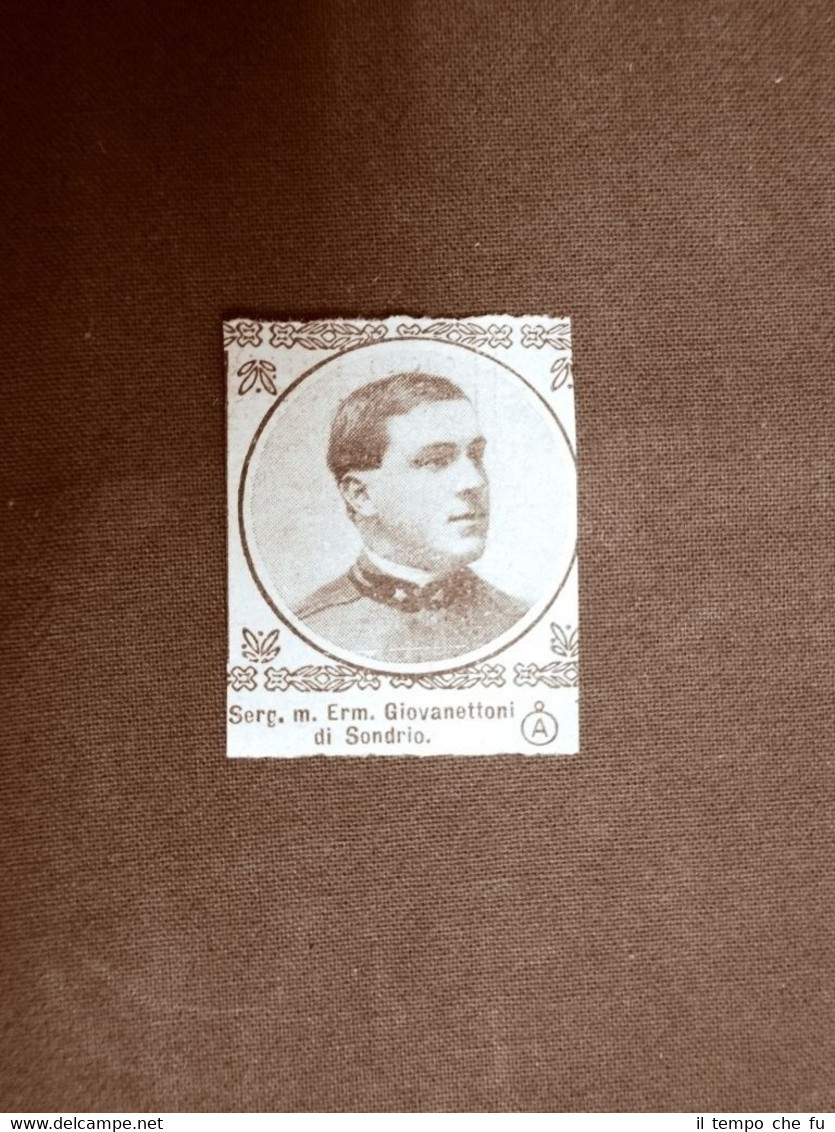 Serg. m. Erm. Giovanettoni
di Sondrio.
A
www.delcampe.net
il tempo che fu